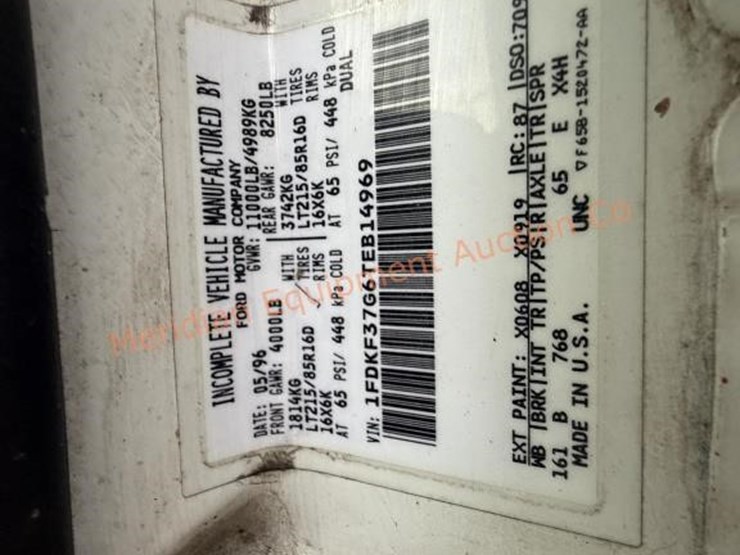 INCOMPLETE VEHICLE MANUFACTURED BY
FORD MOTOR COMPANY
DATE: 05/96 GVWR: 11000LB/4989KG
FRONT GAWR: 4000LB REAR GAWR: 8250LB
1814KG WITH 3742KG WITH
LT215/85R16D TIRES LT215/85R16D TIRES
16X6K RIMS 16X6K RIMS
AT 65 PSI/ 448 kPa COLD AT 65 PSI/ 448 kPa COLD
DUAL
VIN: 1FDKF37G6TEB14969
EXT PAINT: X0608 X0919 |RC:87 |DSO:709
WB |BRK|INT TR|TP/PS|R|AXLE|TR|SPR
161 B 768 65 E X4H
MADE IN U.S.A. UNC ▽F65B-1520472-AA
Meridian Equipment Auction Co